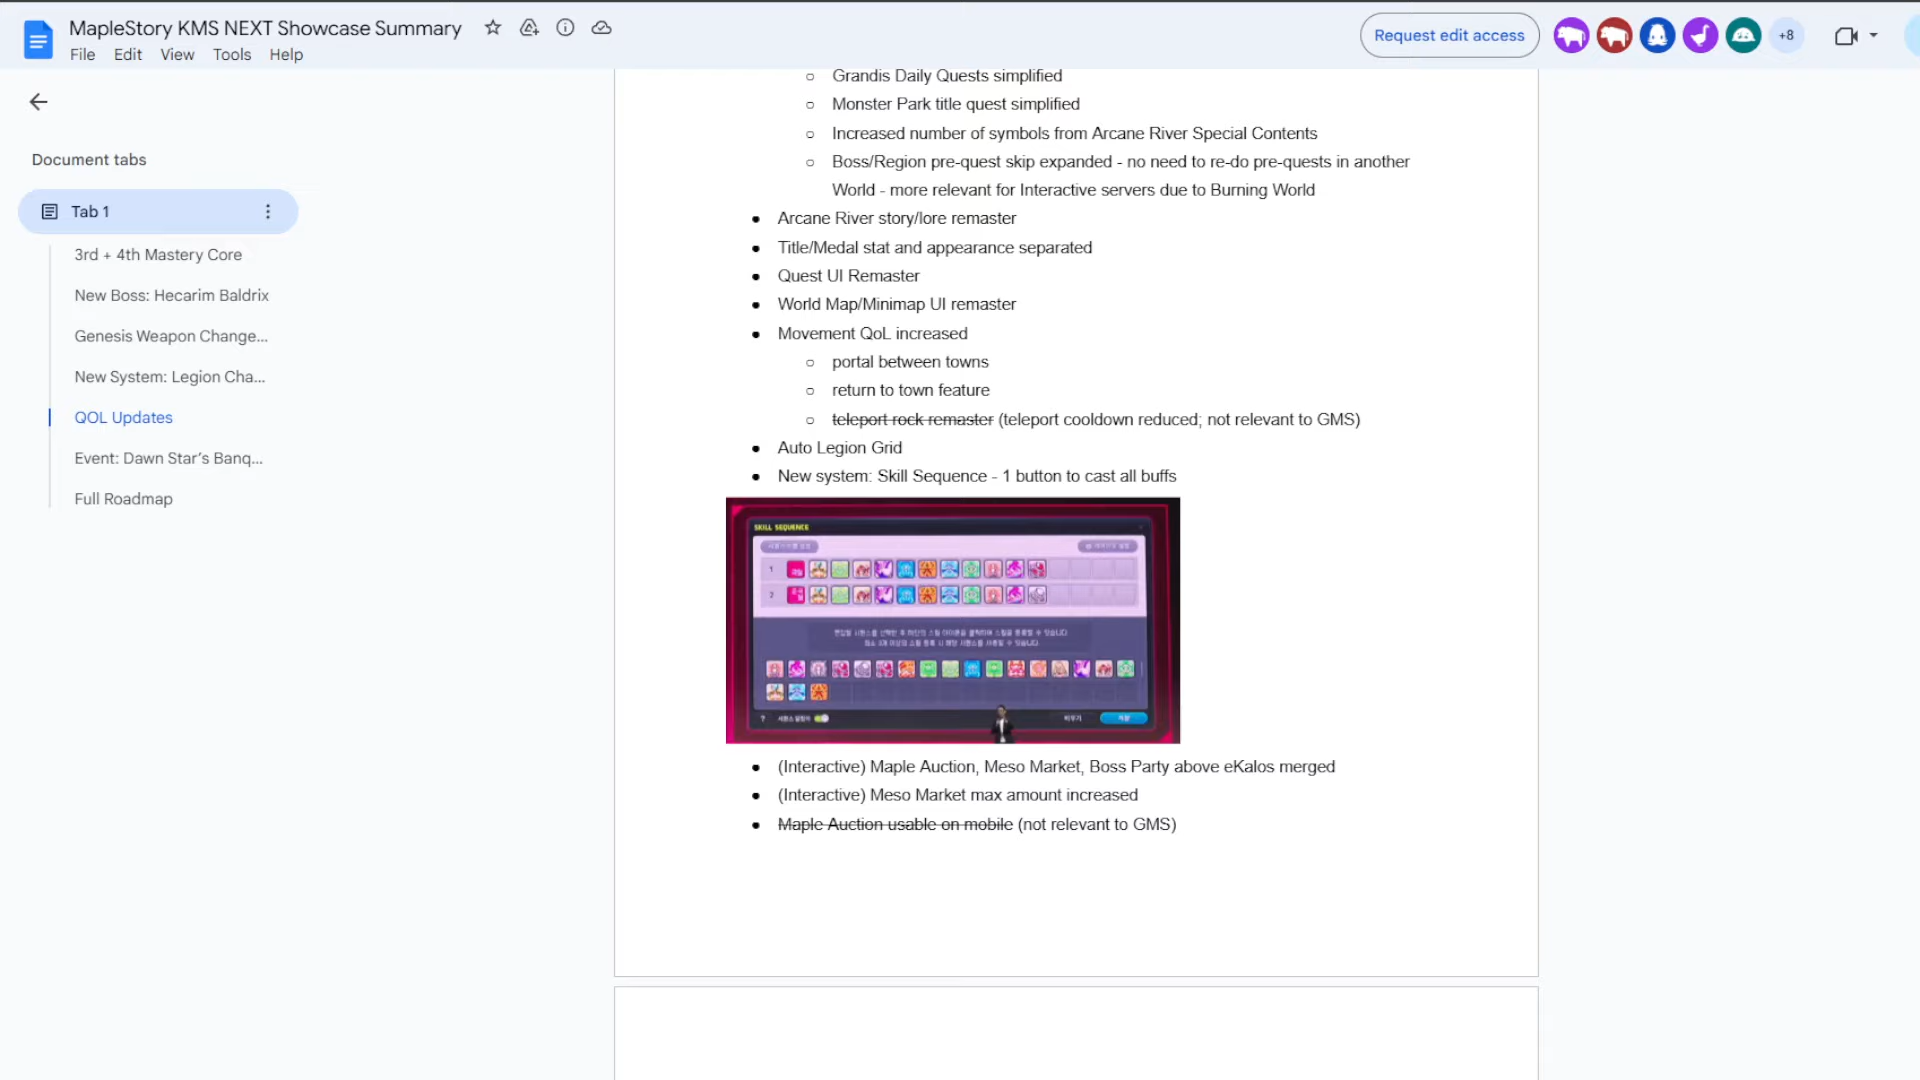 MapleStory KMS NEXT Showcase Summary
File Edit View Tools Help
Request edit access
+8
Document tabs
Tab 1
3rd + 4th Mastery Core
New Boss: Hecarim Baldrix
Genesis Weapon Change...
New System: Legion Cha...
QOL Updates
Event: Dawn Star’s Banq...
Full Roadmap
Grandis Daily Quests simplified
Monster Park title quest simplified
Increased number of symbols from Arcane River Special Contents
Boss/Region pre-quest skip expanded - no need to re-do pre-quests in another
World - more relevant for Interactive servers due to Burning World
Arcane River story/lore remaster
Title/Medal stat and appearance separated
Quest UI Remaster
World Map/Minimap UI remaster
Movement QoL increased
portal between towns
return to town feature
teleport rock remaster (teleport cooldown reduced; not relevant to GMS)
Auto Legion Grid
New system: Skill Sequence - 1 button to cast all buffs
SKILL SEQUENCE
1
2
(Interactive) Maple Auction, Meso Market, Boss Party above eKalos merged
(Interactive) Meso Market max amount increased
Maple Auction usable on mobile (not relevant to GMS)